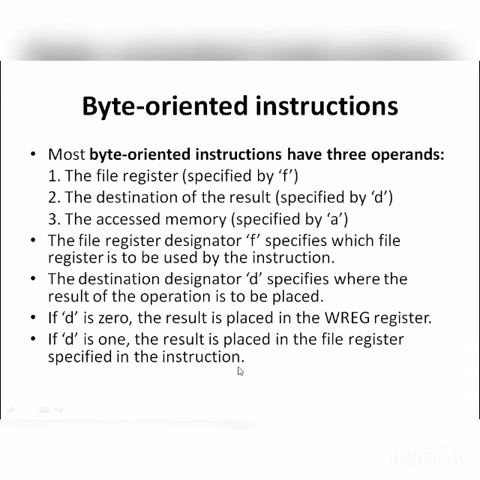 Byte-oriented instructions
• Most byte-oriented instructions have three operands:
1. The file register (specified by ‘f’)
2. The destination of the result (specified by ‘d’)
3. The accessed memory (specified by ‘a’)
• The file register designator ‘f’ specifies which file
register is to be used by the instruction.
• The destination designator ‘d’ specifies where the
result of the operation is to be placed.
• If ‘d’ is zero, the result is placed in the WREG register.
• If ‘d’ is one, the result is placed in the file register
specified in the instruction.